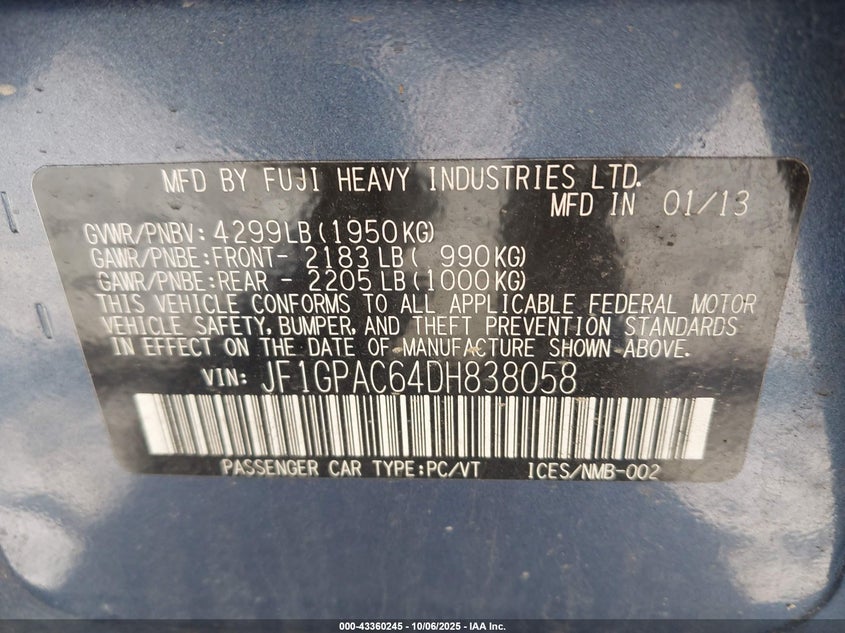 MFD BY FUJI HEAVY INDUSTRIES LTD.
MFD IN 01/13
GVWR/PNBV: 4299LB(1950KG)
GAWR/PNBE:FRONT- 2183LB( 990KG)
GAWR/PNBE:REAR - 2205LB(1000KG)
THIS VEHICLE CONFORMS TO ALL APPLICABLE FEDERAL MOTOR
VEHICLE SAFETY, BUMPER, AND THEFT PREVENTION STANDARDS
IN EFFECT ON THE DATE OF MANUFACTURE SHOWN ABOVE.
VIN: JF1GPAC64DH838058
PASSENGER CAR TYPE:PC/VT ICES/NMB-002
000-43360245 - 10/06/2025 - IAA Inc.